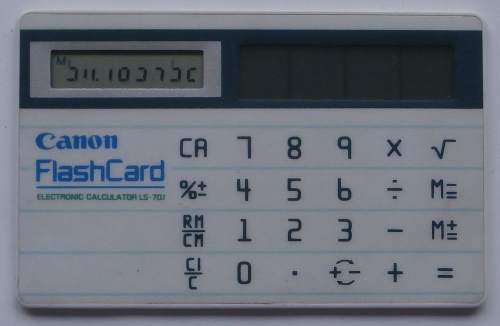 M
Canon
FlashCard
ELECTRONIC CALCULATOR LS-701
CA 7 8 9 × √
%± 4 5 6 ÷ M=
RM/CM 1 2 3 − M±
CI/C 0 · +− + =